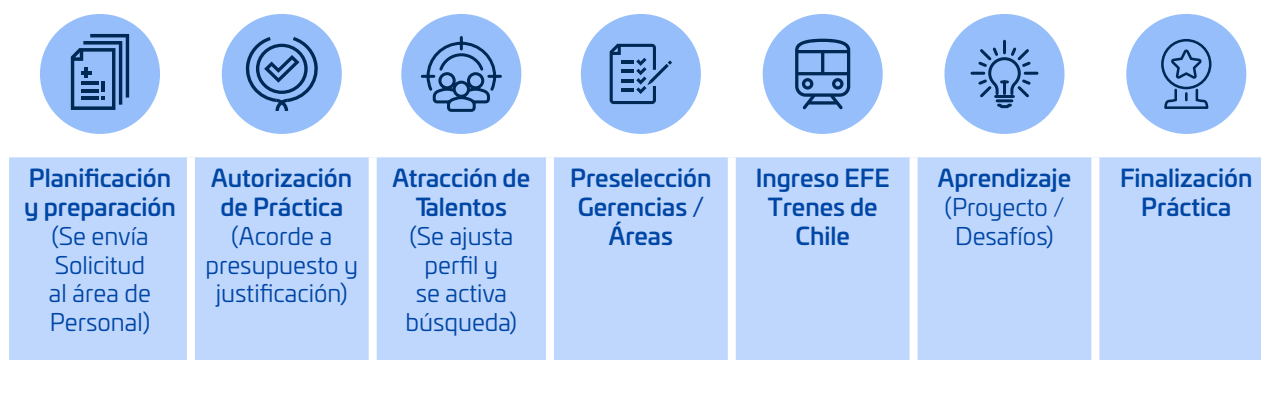 Planificación
y preparación
(Se envía
Solicitud
al área de
Personal)
Autorización
de Práctica
(Acorde a
presupuesto y
justificación)
Atracción de
Talentos
(Se ajusta
perfil y
se activa
búsqueda)
Preselección
Gerencias /
Áreas
Ingreso EFE
Trenes de
Chile
Aprendizaje
(Proyecto /
Desafíos)
Finalización
Práctica